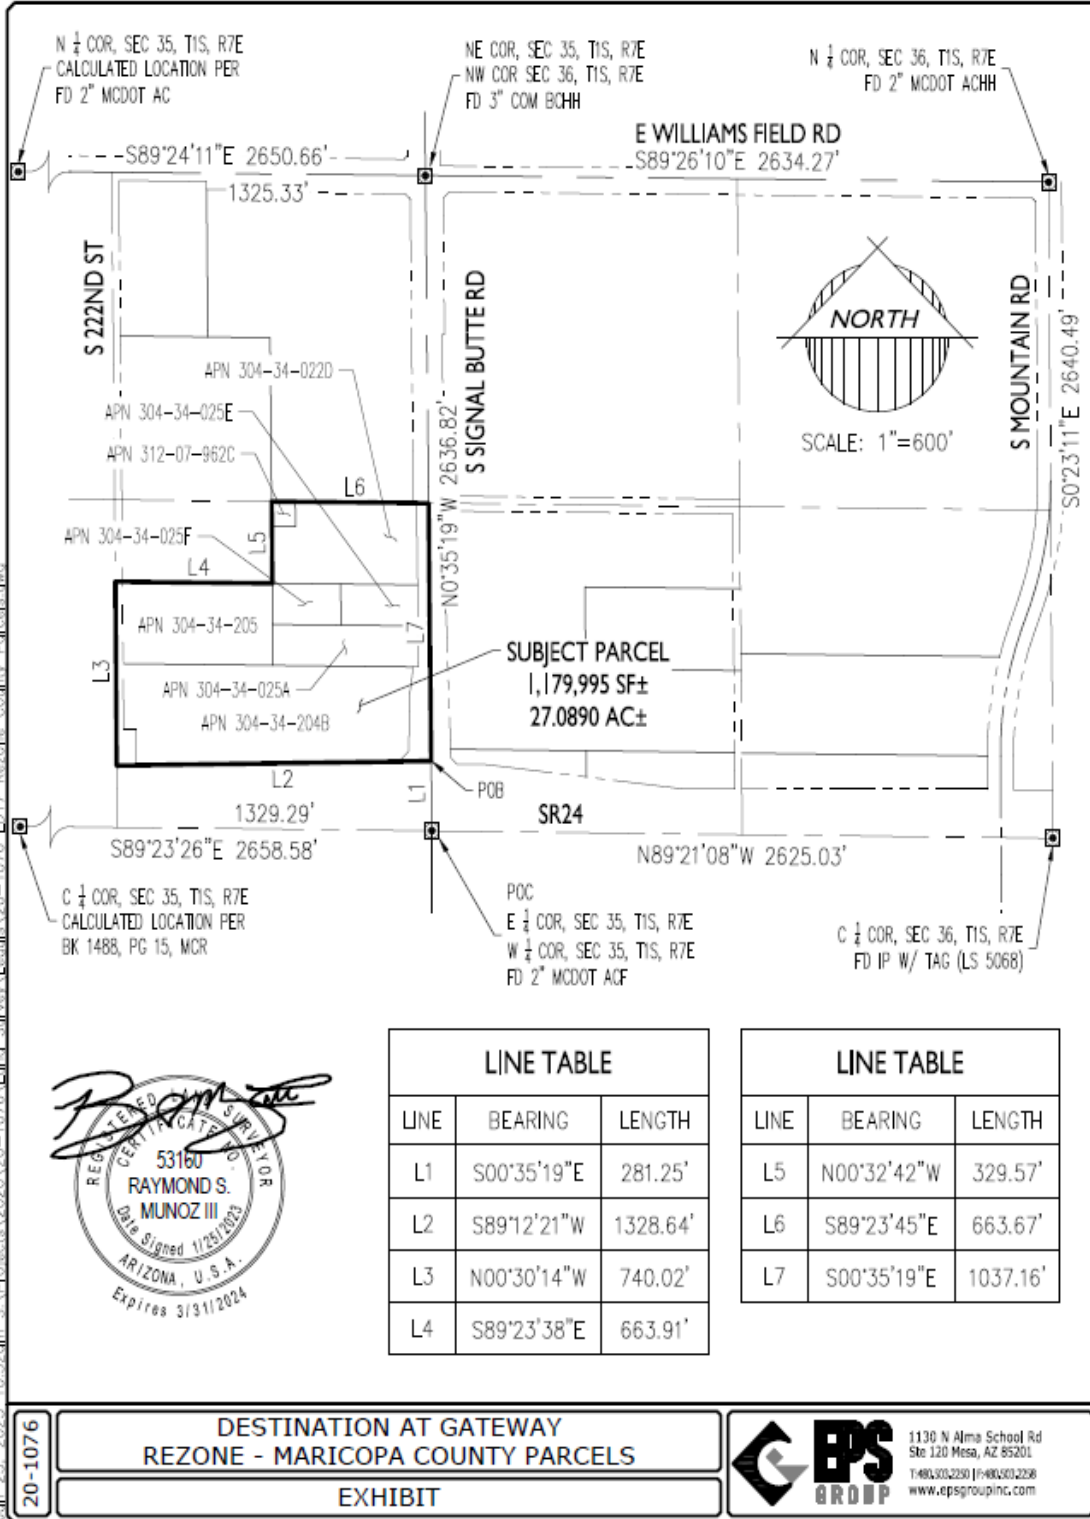 N 1/4 COR, SEC 35, T1S, R7E
CALCULATED LOCATION PER
FD 2" MCDOT AC
NE COR, SEC 35, T1S, R7E
NW COR SEC 36, T1S, R7E
FD 3" COM BCHH
N 1/4 COR, SEC 36, T1S, R7E
FD 2" MCDOT ACHH
E WILLIAMS FIELD RD
S89°24'11"E 2650.66'
S89°26'10"E 2634.27'
1325.33'
S 222ND ST
S SIGNAL BUTTE RD
N0°35'19"W 2636.82'
S MOUNTAIN RD
S0°23'11"E 2640.49'
NORTH
SCALE: 1"=600'
APN 304-34-022D
APN 304-34-025E
APN 312-07-962C
APN 304-34-025F
L6
L5
L4
L3
L7
APN 304-34-205
APN 304-34-025A
APN 304-34-204B
SUBJECT PARCEL
1,179,995 SF±
27.0890 AC±
L2
L1
POB
SR24
1329.29'
S89°23'26"E 2658.58'
N89°21'08"W 2625.03'
C 1/4 COR, SEC 35, T1S, R7E
CALCULATED LOCATION PER
BK 1488, PG 15, MCR
POC
E 1/4 COR, SEC 35, T1S, R7E
W 1/4 COR, SEC 35, T1S, R7E
FD 2" MCDOT ACF
C 1/4 COR, SEC 36, T1S, R7E
FD IP W/ TAG (LS 5068)
REGISTERED LAND SURVEYOR
CERTIFICATE NO.
53160
RAYMOND S.
MUNOZ III
Date Signed 1/25/2023
ARIZONA, U.S.A.
Expires 3/31/2024
LINE TABLE
LINE BEARING LENGTH
L1 S00°35'19"E 281.25'
L2 S89°12'21"W 1328.64'
L3 N00°30'14"W 740.02'
L4 S89°23'38"E 663.91'
LINE TABLE
LINE BEARING LENGTH
L5 N00°32'42"W 329.57'
L6 S89°23'45"E 663.67'
L7 S00°35'19"E 1037.16'
20-1076
DESTINATION AT GATEWAY
REZONE - MARICOPA COUNTY PARCELS
EXHIBIT
EPS
GROUP
1130 N Alma School Rd
Ste 120 Mesa, AZ 85201
T:480.503.2250 | F:480.503.2258
www.epsgroupinc.com